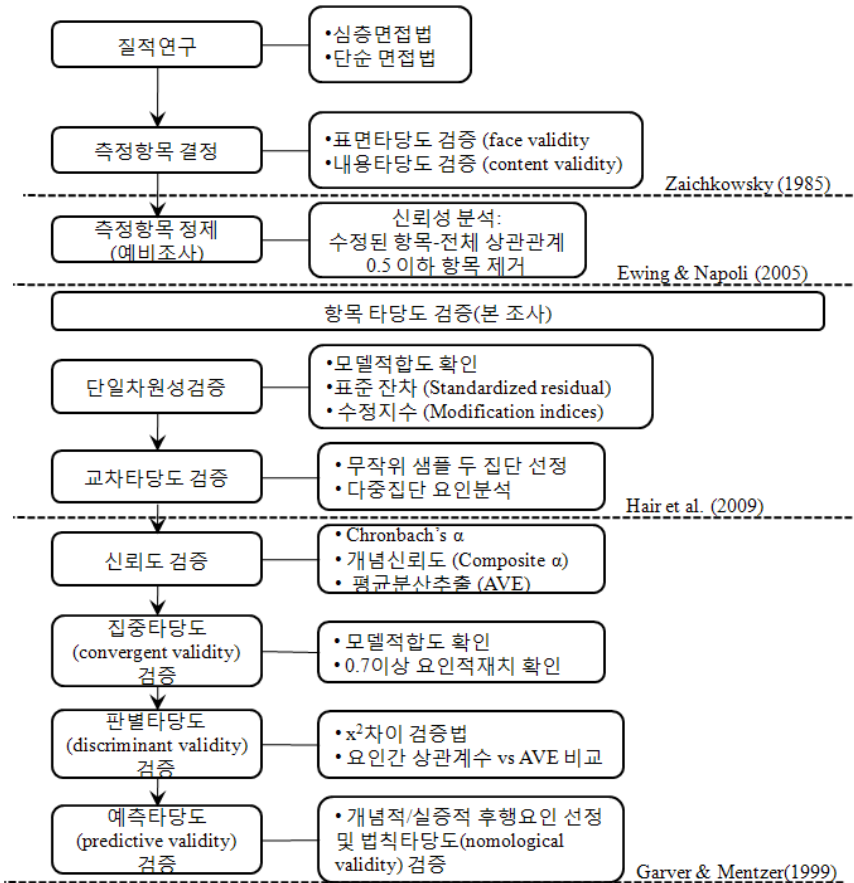 질적연구
•심층면접법
•단순 면접법
측정항목 결정
•표면타당도 검증 (face validity
•내용타당도 검증 (content validity)
Zaichkowsky (1985)
측정항목 정제
(예비조사)
신뢰성 분석:
수정된 항목-전체 상관관계
0.5 이하 항목 제거
Ewing & Napoli (2005)
항목 타당도 검증(본 조사)
단일차원성검증
•모델적합도 확인
•표준 잔차 (Standardized residual)
• 수정지수 (Modification indices)
교차타당도 검증
• 무작위 샘플 두 집단 선정
• 다중집단 요인분석
Hair et al. (2009)
신뢰도 검증
• Chronbach's α
• 개념신뢰도 (Composite α)
• 평균분산추출 (AVE)
집중타당도
(convergent validity)
검증
• 모델적합도 확인
• 0.7이상 요인적재치 확인
판별타당도
(discriminant validity)
검증
• x²차이 검증법
• 요인간 상관계수 vs AVE 비교
예측타당도
(predictive validity)
검증
• 개념적/실증적 후행요인 선정
및 법칙타당도(nomological
validity) 검증
Garver & Mentzer(1999)